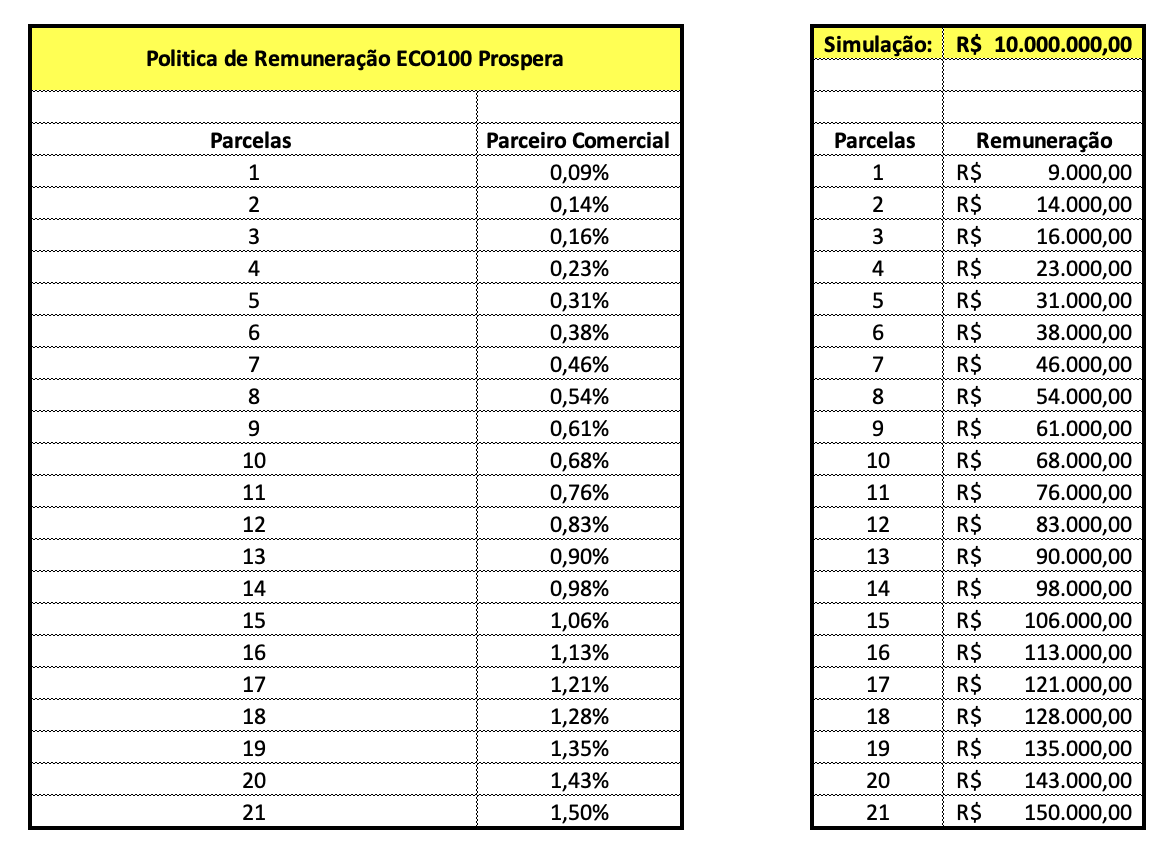 Politica de Remuneração ECO100 Prospera
Parcelas Parceiro Comercial
1 0,09%
2 0,14%
3 0,16%
4 0,23%
5 0,31%
6 0,38%
7 0,46%
8 0,54%
9 0,61%
10 0,68%
11 0,76%
12 0,83%
13 0,90%
14 0,98%
15 1,06%
16 1,13%
17 1,21%
18 1,28%
19 1,35%
20 1,43%
21 1,50%
Simulação: R$ 10.000.000,00
Parcelas Remuneração
1 R$ 9.000,00
2 R$ 14.000,00
3 R$ 16.000,00
4 R$ 23.000,00
5 R$ 31.000,00
6 R$ 38.000,00
7 R$ 46.000,00
8 R$ 54.000,00
9 R$ 61.000,00
10 R$ 68.000,00
11 R$ 76.000,00
12 R$ 83.000,00
13 R$ 90.000,00
14 R$ 98.000,00
15 R$ 106.000,00
16 R$ 113.000,00
17 R$ 121.000,00
18 R$ 128.000,00
19 R$ 135.000,00
20 R$ 143.000,00
21 R$ 150.000,00